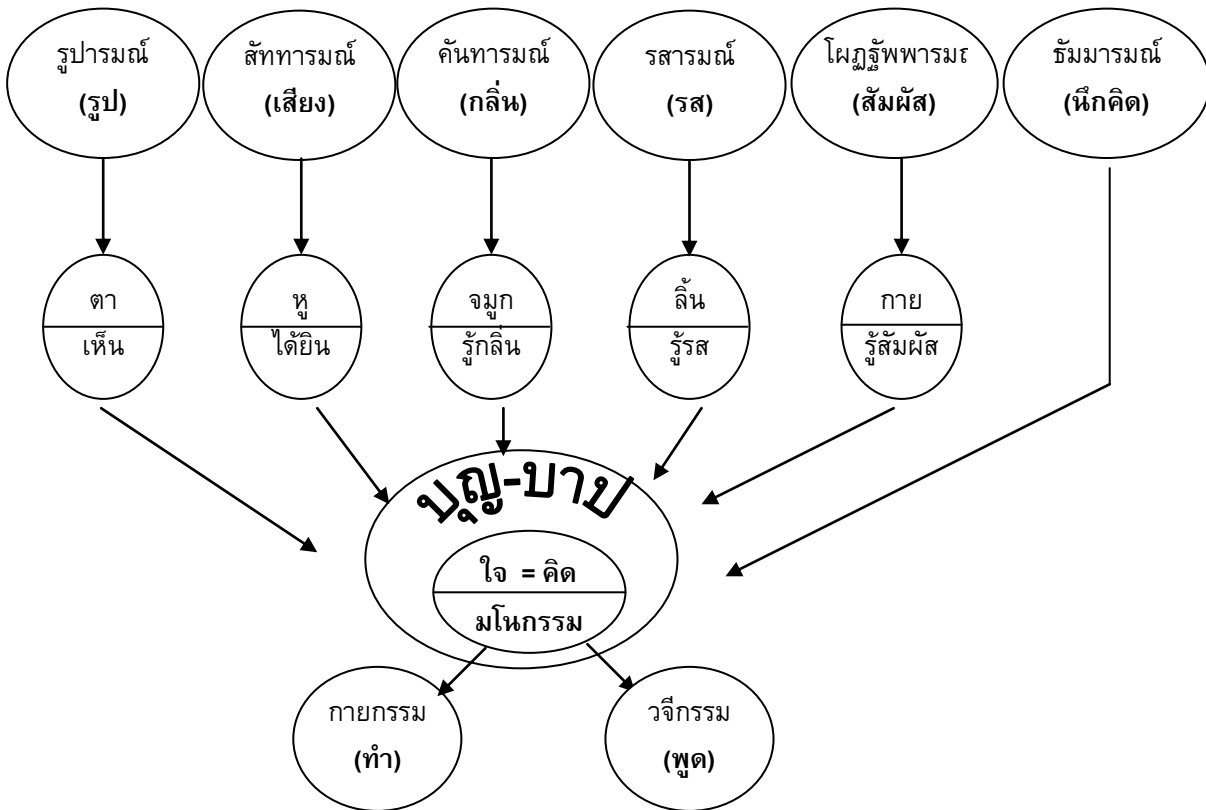 รูปารมณ์
(รูป)
สัททารมณ์
(เสียง)
คันทารมณ์
(กลิ่น)
รสารมณ์
(รส)
โผฏฐัพพารมณ
(สัมผัส)
ธัมมารมณ์
(นึกคิด)
ตา
เห็น
หู
ได้ยิน
จมูก
รู้กลิ่น
ลิ้น
รู้รส
กาย
รู้สัมผัส
บุญ-บาป
ใจ = คิด
มโนกรรม
กายกรรม
(ทำ)
วจีกรรม
(พูด)